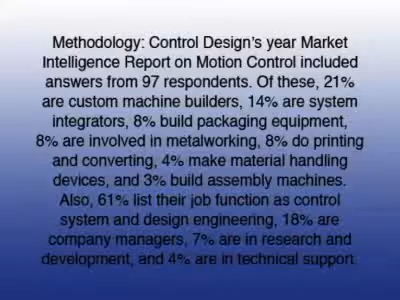 Methodology: Control Design's year Market
Intelligence Report on Motion Control included
answers from 97 respondents. Of these, 21%
are custom machine builders, 14% are system
integrators, 8% build packaging equipment,
8% are involved in metalworking, 8% do printing
and converting, 4% make material handling
devices, and 3% build assembly machines.
Also, 61% list their job function as control
system and design engineering, 18% are
company managers, 7% are in research and
development, and 4% are in technical support.